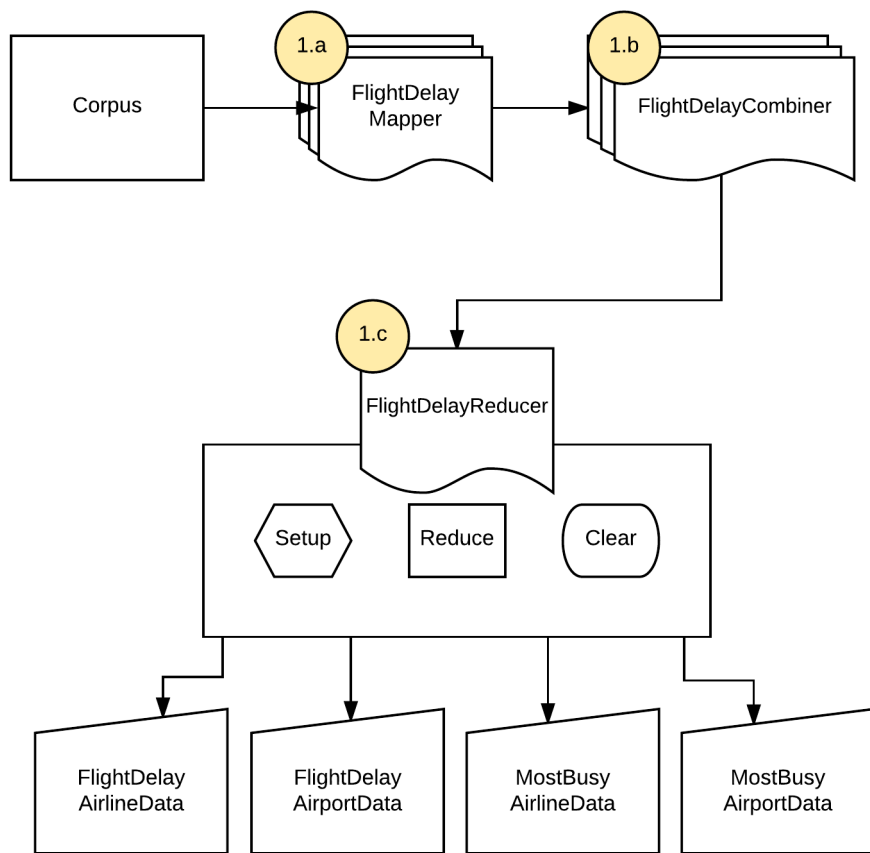 1.a
1.b
Corpus
FlightDelay
Mapper
FlightDelayCombiner
1.c
FlightDelayReducer
Setup
Reduce
Clear
FlightDelay
AirlineData
FlightDelay
AirportData
MostBusy
AirlineData
MostBusy
AirportData